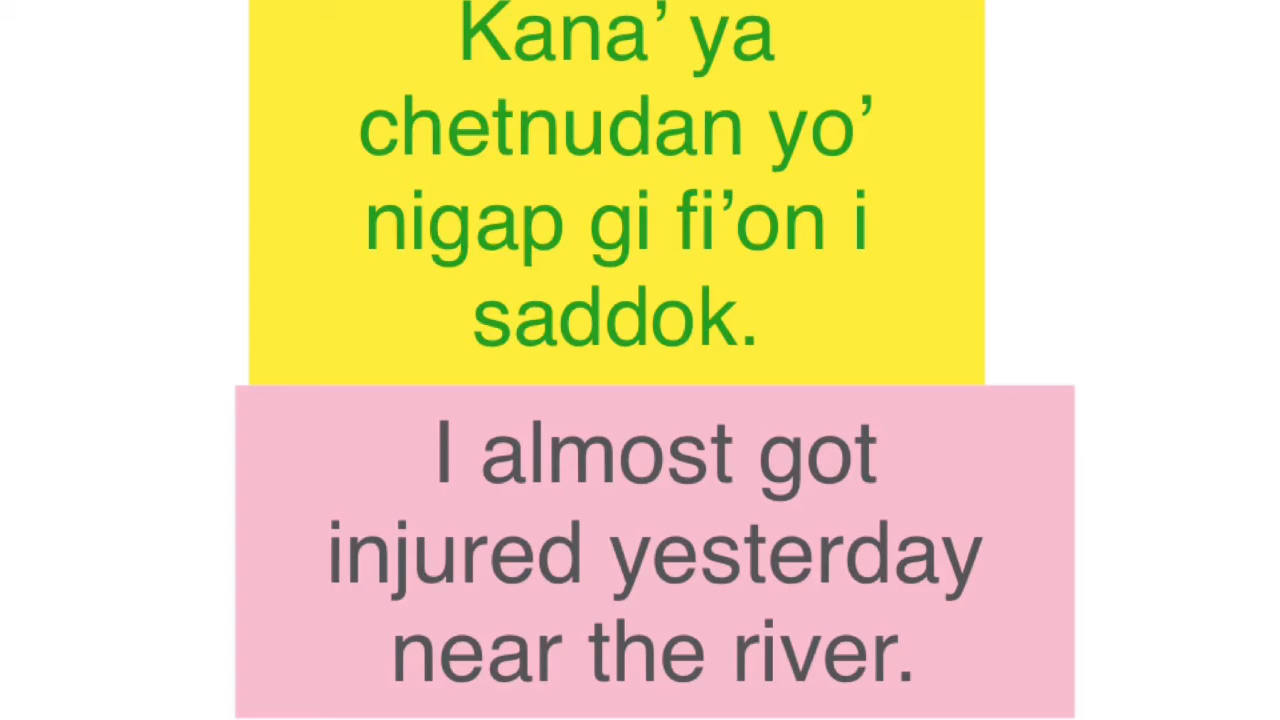 Kana’ ya
chetnudan yo’
nigap gi fi’on i
saddok.
I almost got
injured yesterday
near the river.